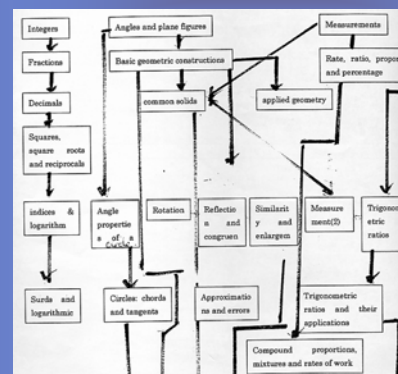 Integers
Angles and plane figures
Measurements
Fractions
Basic geometric constructions
Rate, ratio, propor
and percentage
Decimals
common solids
applied geometry
Squares,
square roots
and reciprocals
indices &
logarithm
Angle
propertie
s of a
Circle
Rotation
Reflectio
n and
congruen
Similarit
y and
enlargem
Measure
ment(2)
Trigonom
etric
ratios
Surds and
logarithmic
Circles: chords
and tangents
Approximatio
ns and errors
Trigonometric
ratios and their
applications
Compound proportions,
mixtures and rates of work